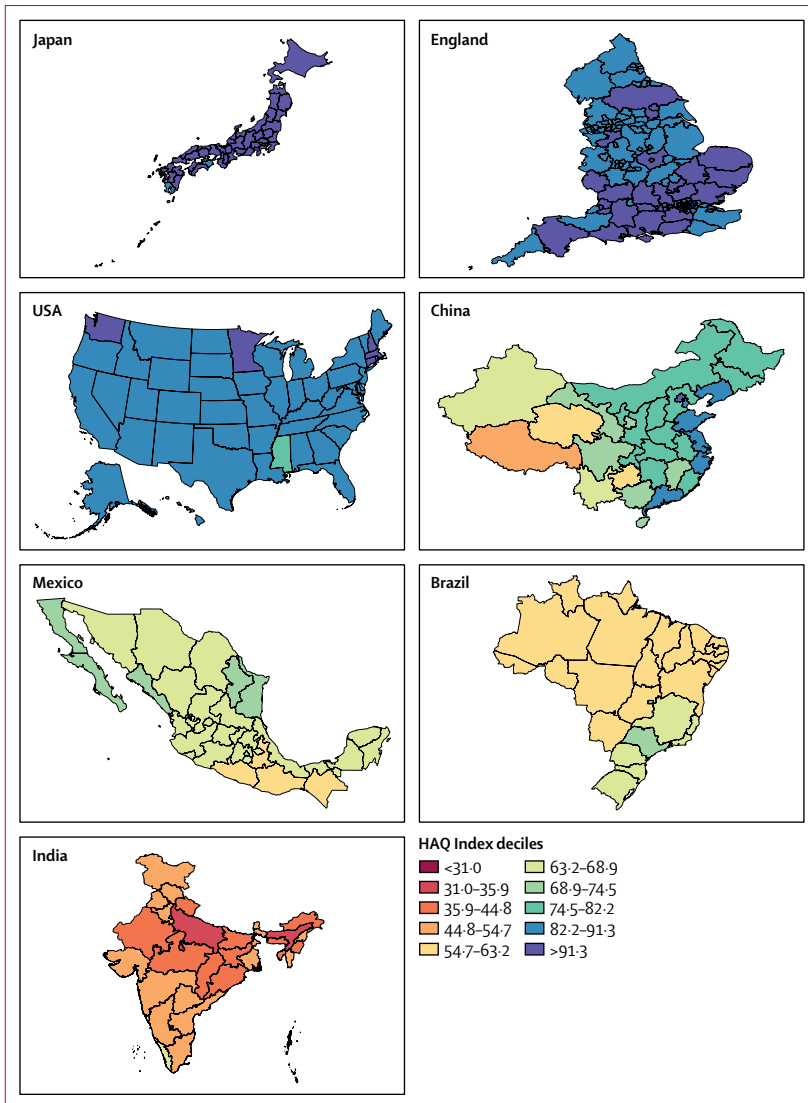 Japan
England
USA
China
Mexico
Brazil
India
HAQ Index deciles
<31·0
31·0–35·9
35·9–44·8
44·8–54·7
54·7–63·2
63·2–68·9
68·9–74·5
74·5–82·2
82·2–91·3
>91·3